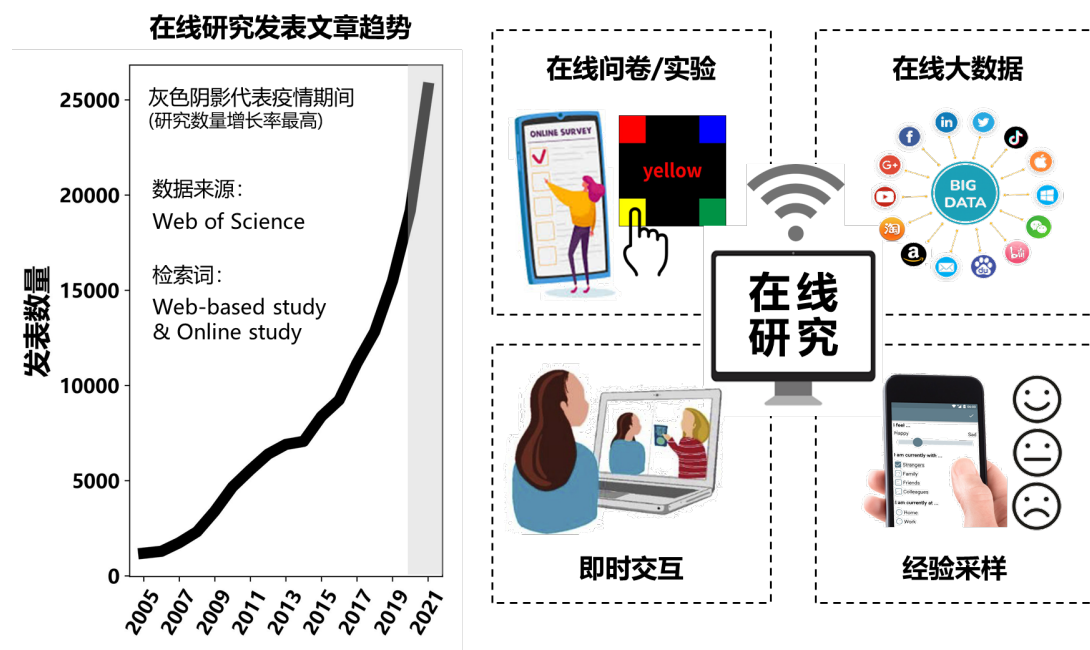 在线研究发表文章趋势
发表数量
25000
20000
15000
10000
5000
0
灰色阴影代表疫情期间
(研究数量增长率最高)
数据来源：
Web of Science
检索词：
Web-based study
& Online study
2005
2007
2009
2011
2013
2015
2017
2019
2021
在线问卷/实验
ONLINE SURVEY
yellow
在线大数据
BIG
DATA
in
f
G+
淘
a
du
在线
研究
即时交互
I feel ...
Happy
Sad
I am currently with ...
Strangers
Family
Friends
Colleagues
I am currently at ...
Home
Work
经验采样